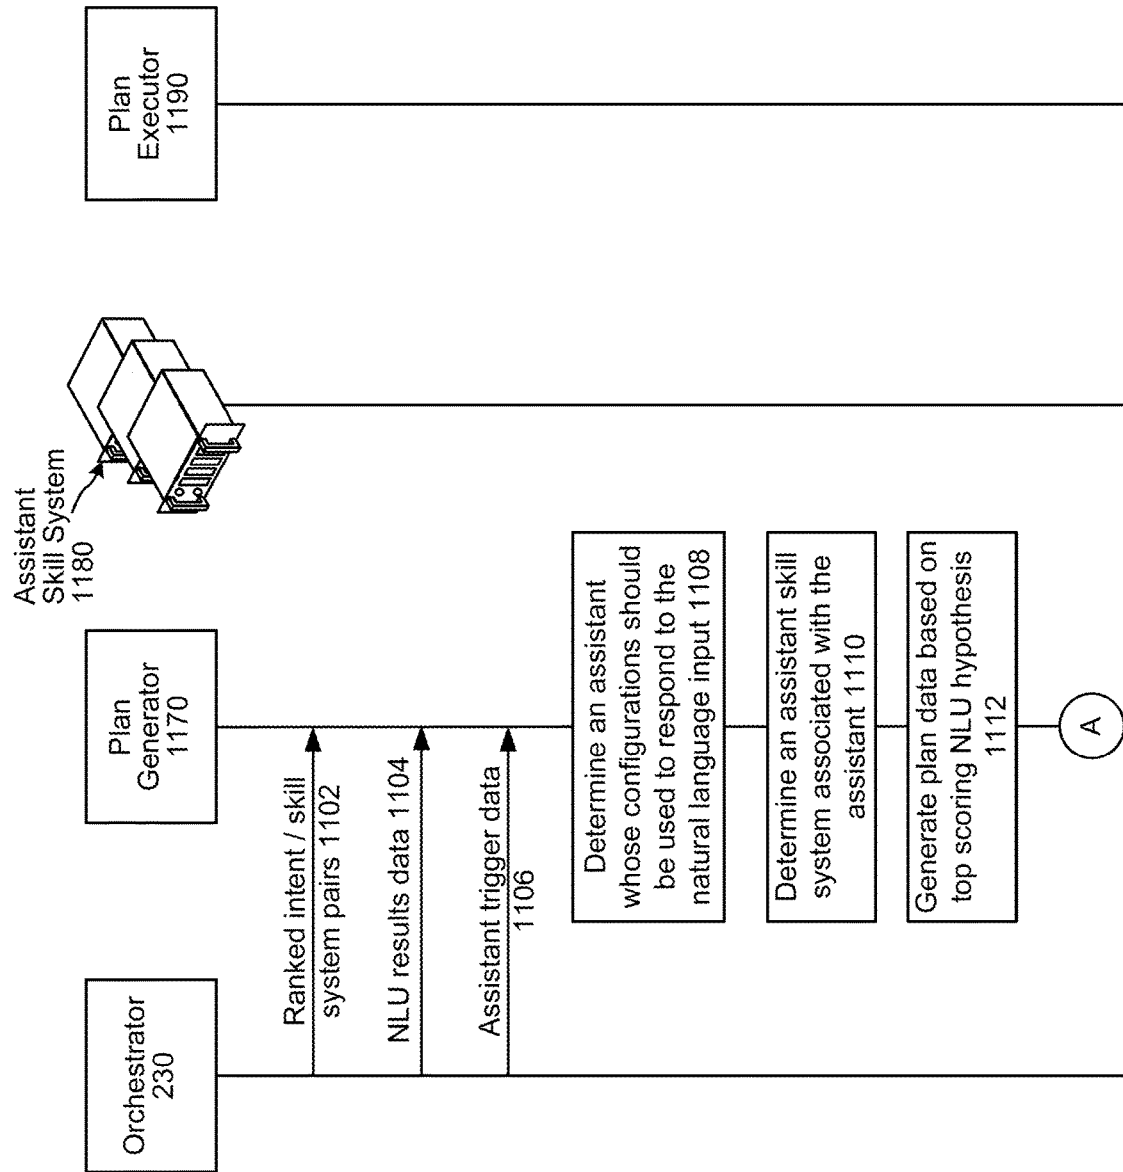 Orchestrator
230
Plan
Generator
1170
Assistant
Skill System
1180
Plan
Executor
1190
Ranked intent / skill
system pairs 1102
NLU results data 1104
Assistant trigger data
1106
Determine an assistant
whose configurations should
be used to respond to the
natural language input 1108
Determine an assistant skill
system associated with the
assistant 1110
Generate plan data based on
top scoring NLU hypothesis
1112
A